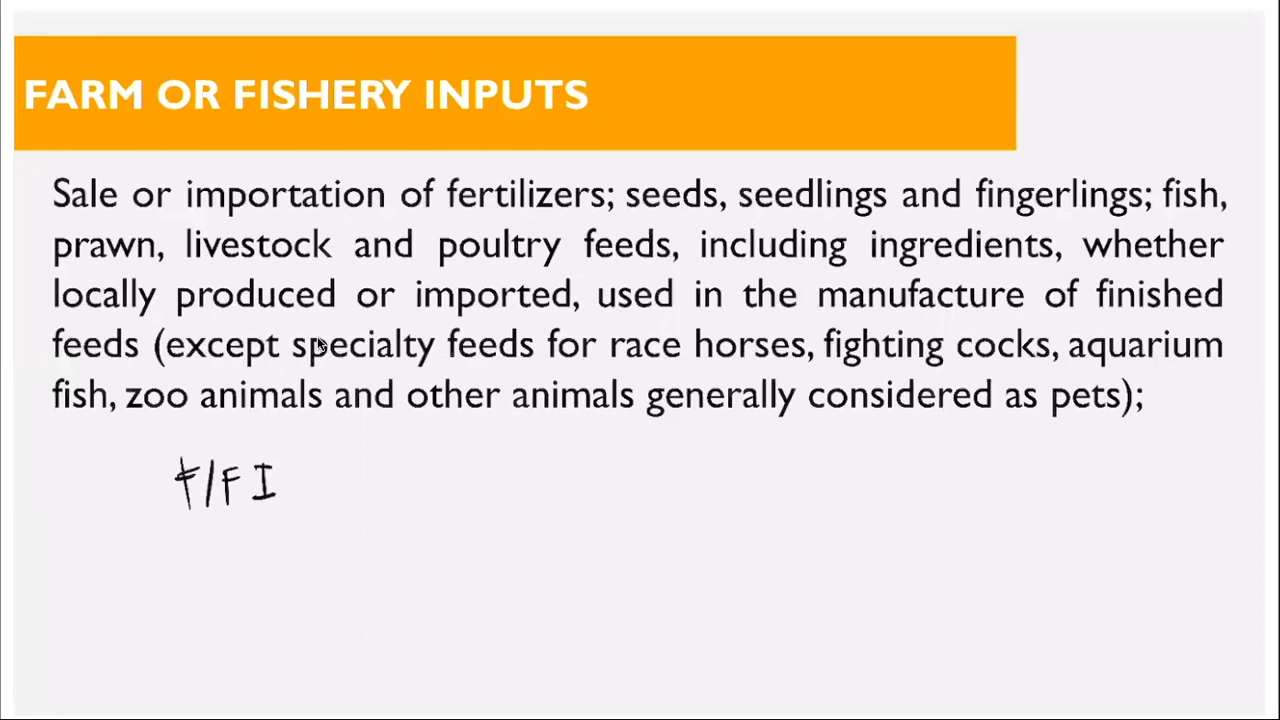 FARM OR FISHERY INPUTS
Sale or importation of fertilizers; seeds, seedlings and fingerlings; fish,
prawn, livestock and poultry feeds, including ingredients, whether
locally produced or imported, used in the manufacture of finished
feeds (except specialty feeds for race horses, fighting cocks, aquarium
fish, zoo animals and other animals generally considered as pets);
F/F I